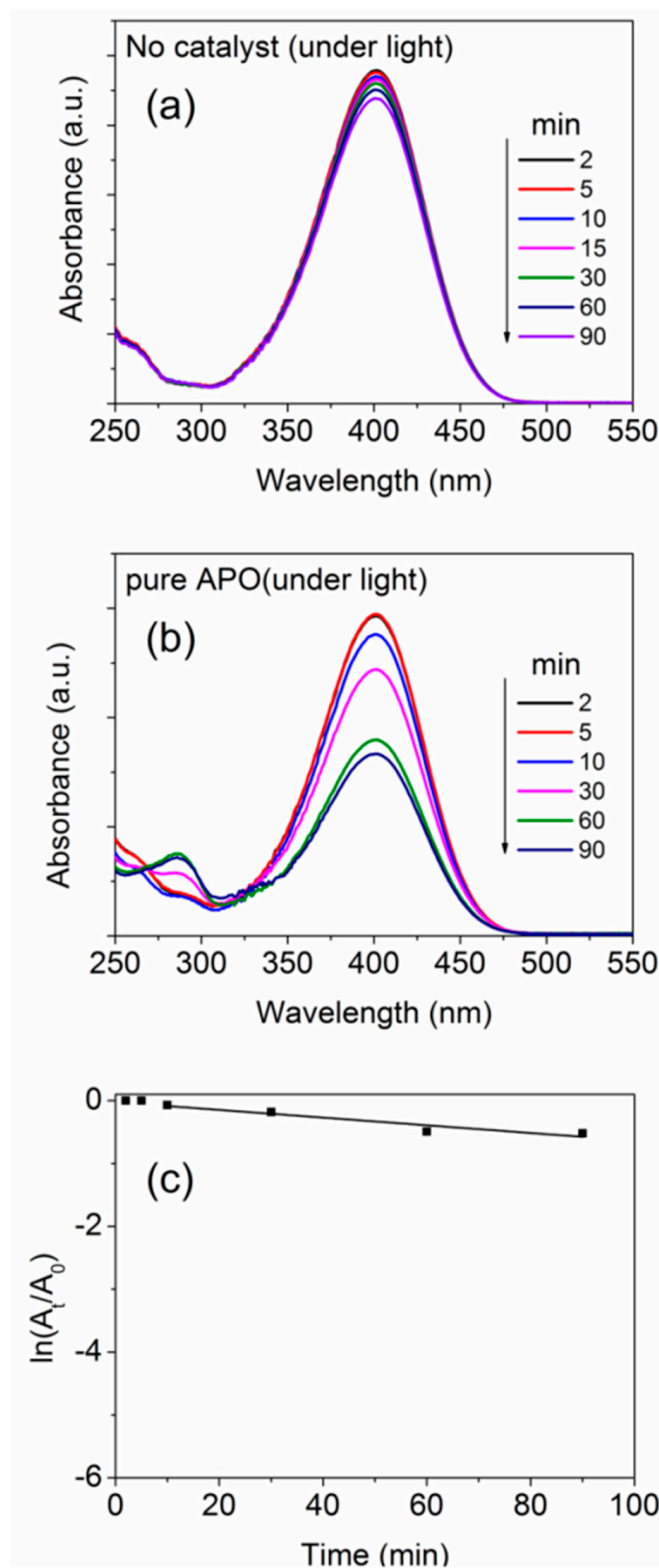 No catalyst (under light)
(a)
min
2
5
10
15
30
60
90
Absorbance (a.u.)
250 300 350 400 450 500 550
Wavelength (nm)
pure APO(under light)
(b)
min
2
5
10
30
60
90
Absorbance (a.u.)
250 300 350 400 450 500 550
Wavelength (nm)
0
(c)
-2
-4
-6
ln(At/A0)
0 20 40 60 80 100
Time (min)